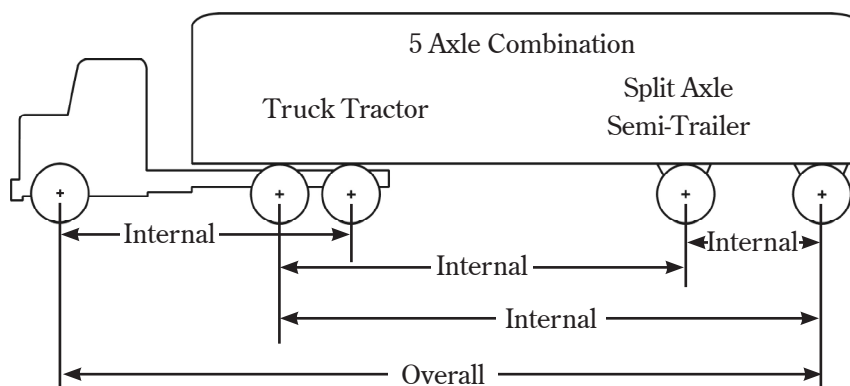 5 Axle Combination
Truck Tractor
Split Axle
Semi-Trailer
Internal
Internal
Internal
Internal
Overall